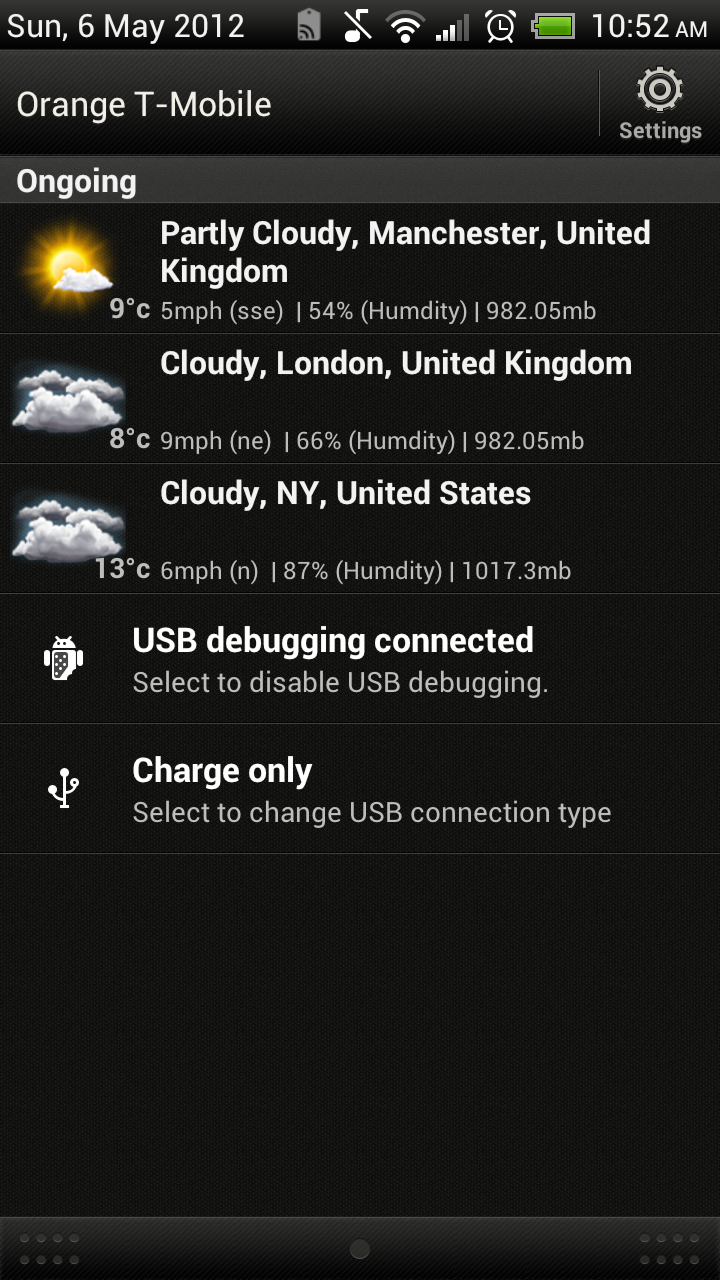 Sun, 6 May 2012 10:52 AM
Orange T-Mobile
Settings
Ongoing
Partly Cloudy, Manchester, United
Kingdom
9°c 5mph (sse) | 54% (Humdity) | 982.05mb
Cloudy, London, United Kingdom
8°c 9mph (ne) | 66% (Humdity) | 982.05mb
Cloudy, NY, United States
13°c 6mph (n) | 87% (Humdity) | 1017.3mb
USB debugging connected
Select to disable USB debugging.
Charge only
Select to change USB connection type